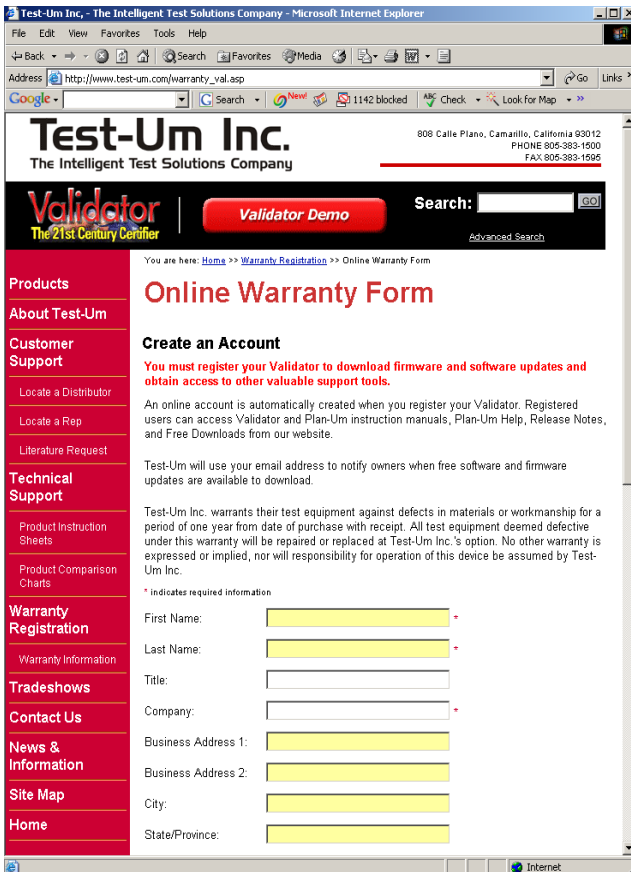 Test-Um Inc, - The Intelligent Test Solutions Company - Microsoft Internet Explorer
File Edit View Favorites Tools Help
Back Search Favorites Media
Address http://www.test-um.com/warranty_val.asp Go Links
Google Search New! 1142 blocked ABC Check Look for Map
Test-Um Inc.
The Intelligent Test Solutions Company
808 Calle Plano, Camarillo, California 93012
PHONE 805-383-1500
FAX 805-383-1595
Validator
The 21st Century Certifier
Validator Demo
Search: GO
Advanced Search
You are here: Home >> Warranty Registration >> Online Warranty Form
Products
About Test-Um
Customer
Support
Locate a Distributor
Locate a Rep
Literature Request
Technical
Support
Product Instruction
Sheets
Product Comparison
Charts
Warranty
Registration
Warranty Information
Tradeshows
Contact Us
News &
Information
Site Map
Home
Online Warranty Form
Create an Account
You must register your Validator to download firmware and software updates and
obtain access to other valuable support tools.
An online account is automatically created when you register your Validator. Registered
users can access Validator and Plan-Um instruction manuals, Plan-Um Help, Release Notes,
and Free Downloads from our website.
Test-Um will use your email address to notify owners when free software and firmware
updates are available to download.
Test-Um Inc. warrants their test equipment against defects in materials or workmanship for a
period of one year from date of purchase with receipt. All test equipment deemed defective
under this warranty will be repaired or replaced at Test-Um Inc.'s option. No other warranty is
expressed or implied, nor will responsibility for operation of this device be assumed by Test-
Um Inc.
* indicates required information
First Name: *
Last Name: *
Title:
Company: *
Business Address 1:
Business Address 2:
City:
State/Province:
Internet